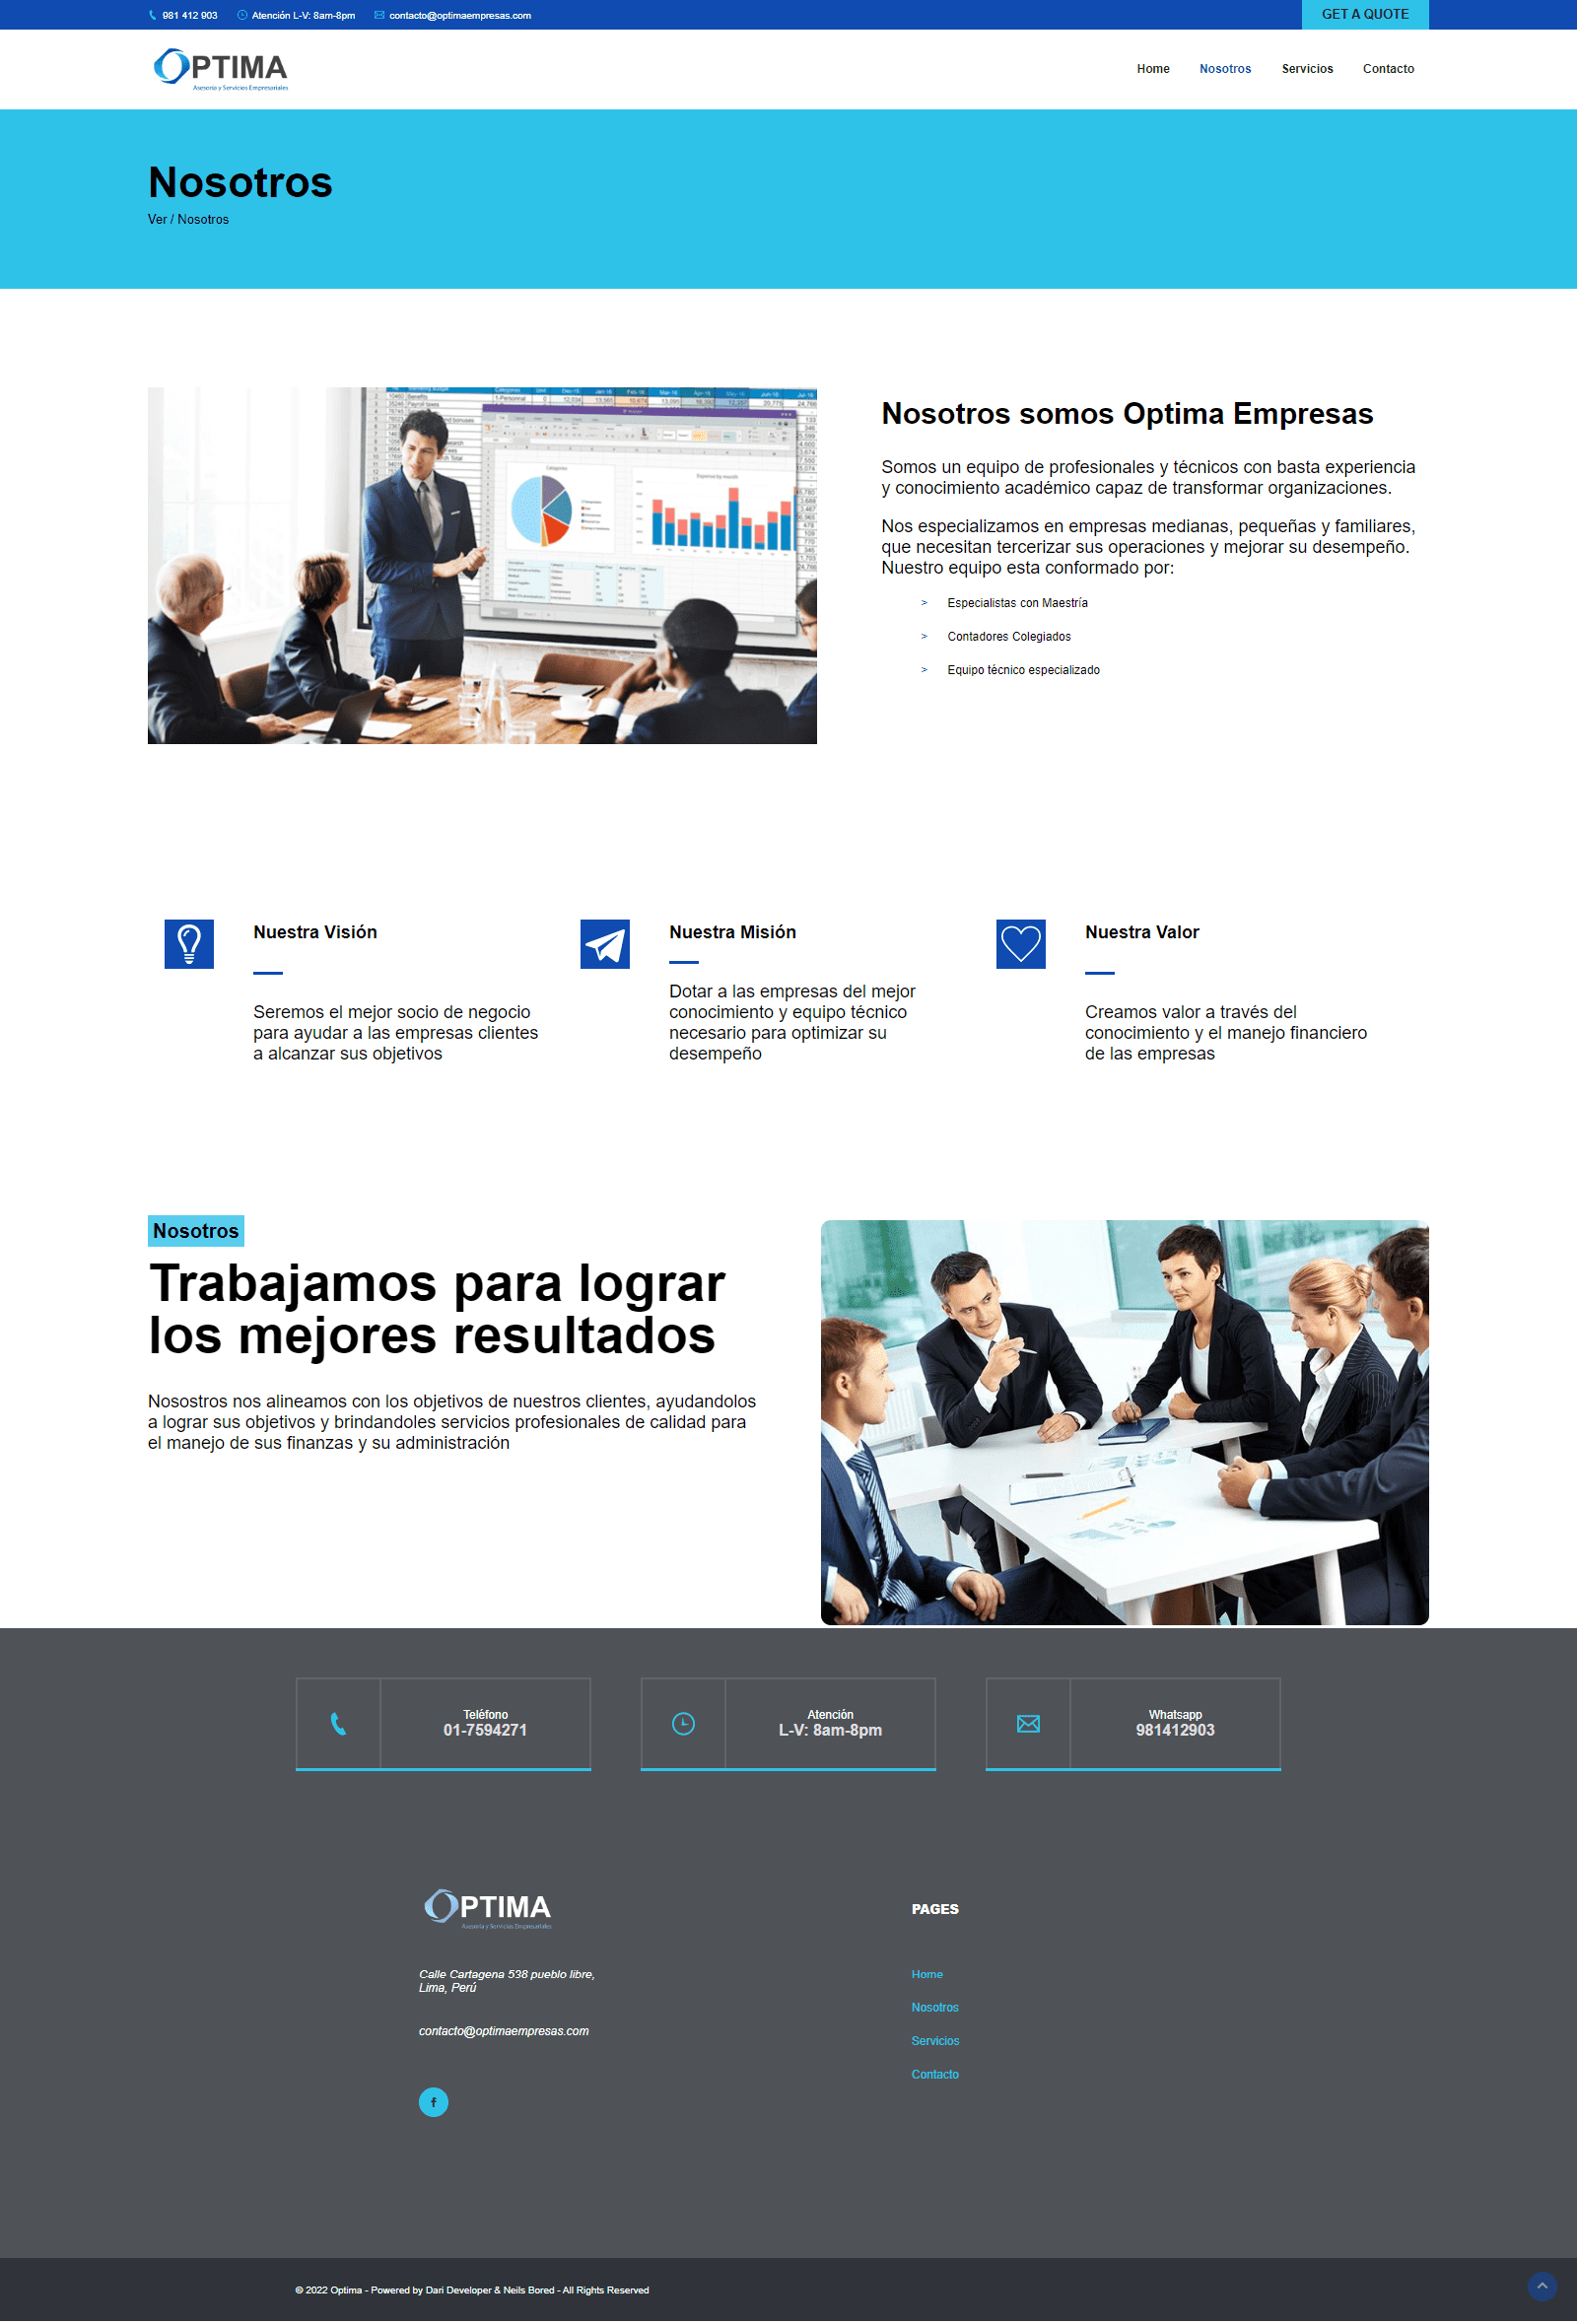 981 412 903 Atención L-V: 8am-8pm contacto@optimaempresas.com GET A QUOTE
OPTIMA
Asesoría y Servicios Empresariales
Home Nosotros Servicios Contacto
Nosotros
Ver / Nosotros
Nosotros somos Optima Empresas
Somos un equipo de profesionales y técnicos con basta experiencia
y conocimiento académico capaz de transformar organizaciones.
Nos especializamos en empresas medianas, pequeñas y familiares,
que necesitan tercerizar sus operaciones y mejorar su desempeño.
Nuestro equipo esta conformado por:
> Especialistas con Maestría
> Contadores Colegiados
> Equipo técnico especializado
Nuestra Visión
Seremos el mejor socio de negocio
para ayudar a las empresas clientes
a alcanzar sus objetivos
Nuestra Misión
Dotar a las empresas del mejor
conocimiento y equipo técnico
necesario para optimizar su
desempeño
Nuestra Valor
Creamos valor a través del
conocimiento y el manejo financiero
de las empresas
Nosotros
Trabajamos para lograr
los mejores resultados
Nosostros nos alineamos con los objetivos de nuestros clientes, ayudandolos
a lograr sus objetivos y brindandoles servicios profesionales de calidad para
el manejo de sus finanzas y su administración
Teléfono
01-7594271
Atención
L-V: 8am-8pm
Whatsapp
981412903
OPTIMA
Asesoría y Servicios Empresariales
Calle Cartagena 538 pueblo libre,
Lima, Perú
contacto@optimaempresas.com
PAGES
Home
Nosotros
Servicios
Contacto
© 2022 Optima - Powered by Dari Developer & Neils Bored - All Rights Reserved